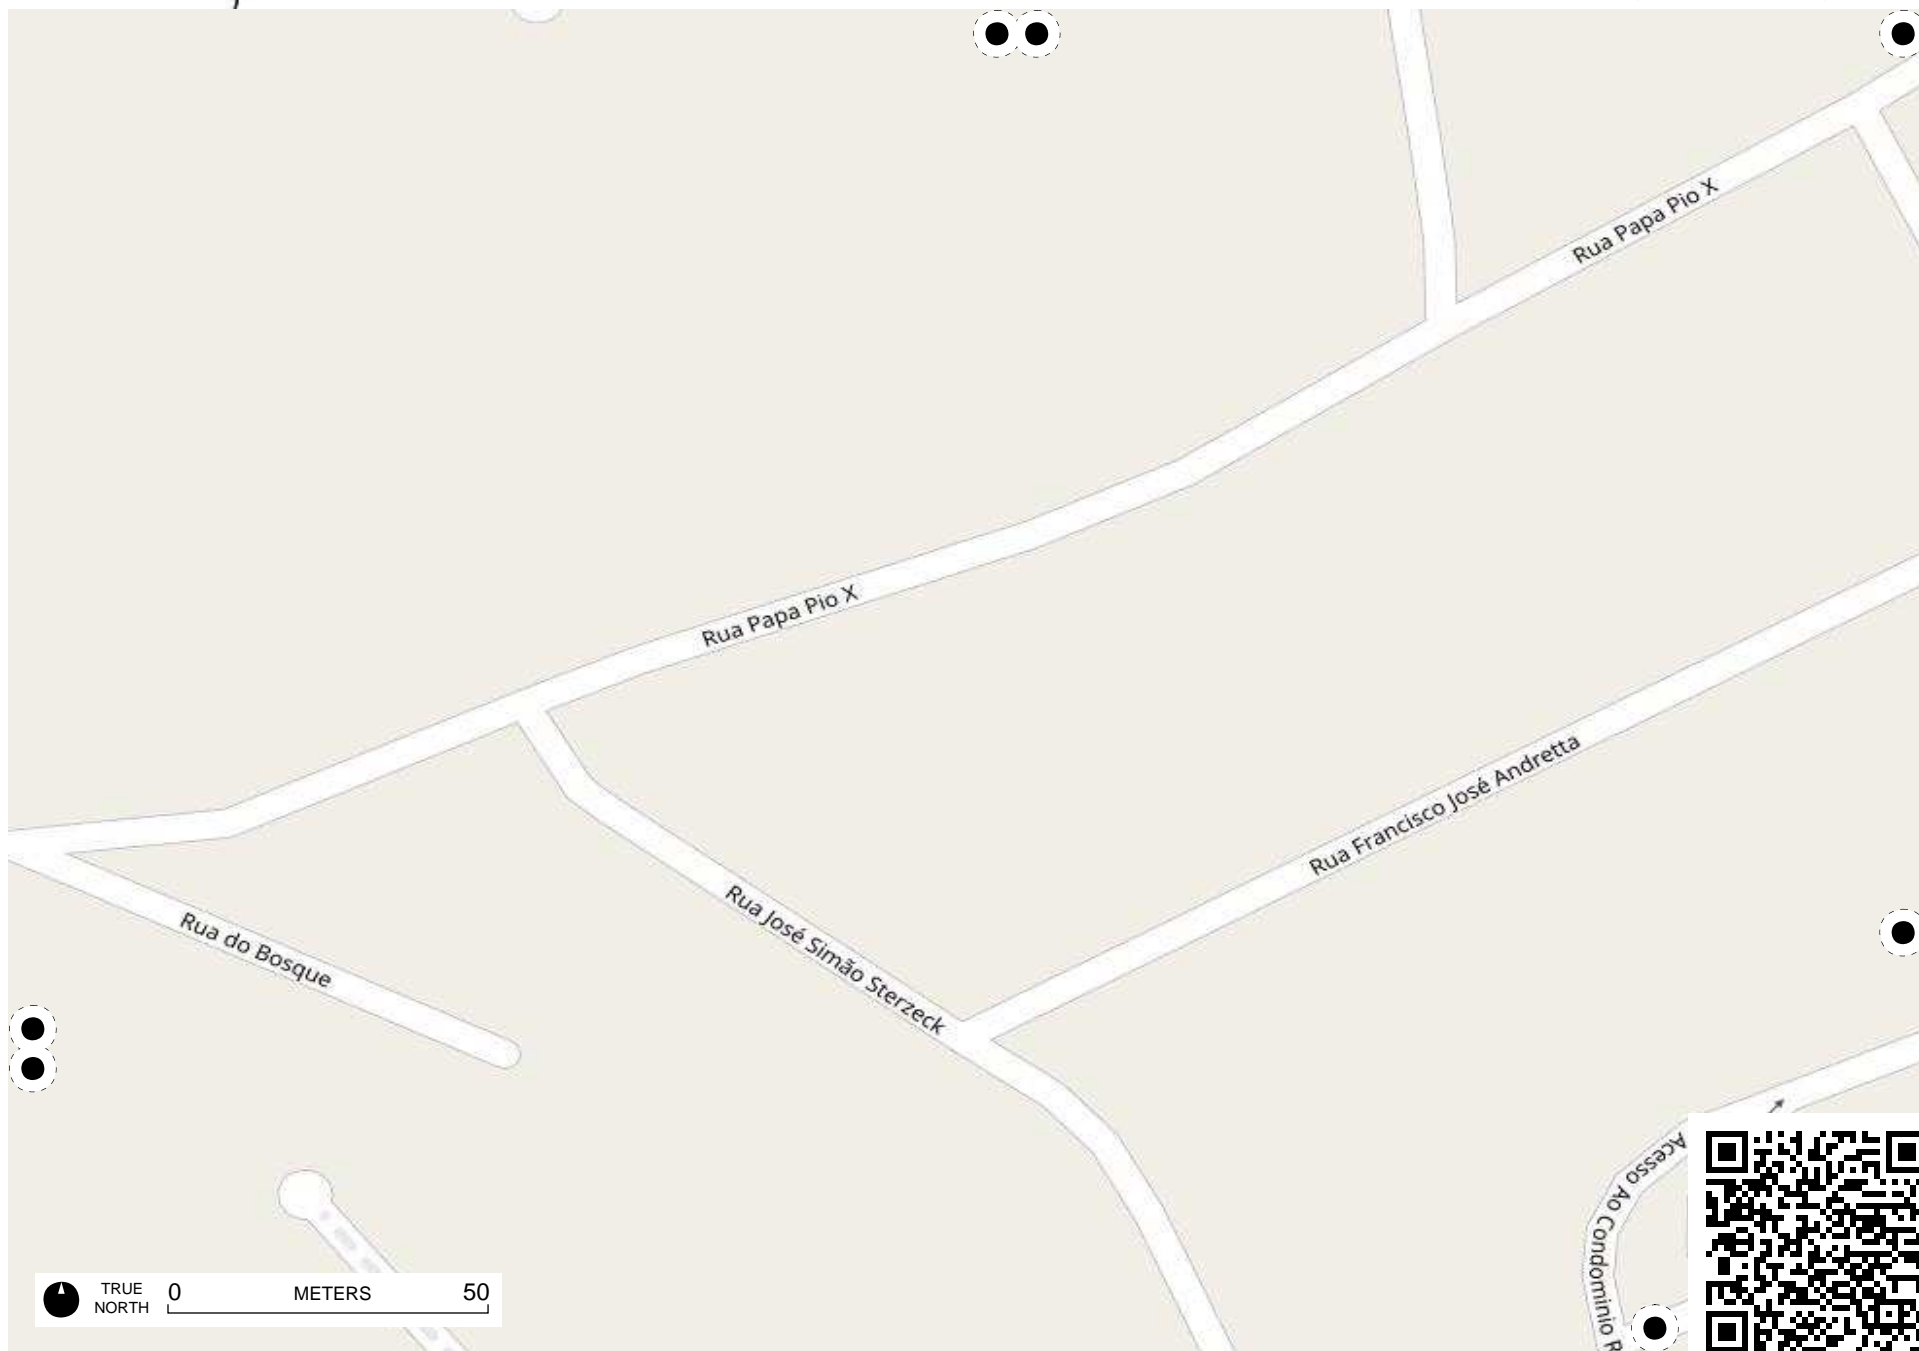 Rua Papa Pio X
Rua Papa Pio X
Rua Francisco José Andretta
Rua José Simão Sterzeck
Rua do Bosque
Acesso Ao Condominio R
TRUE
NORTH
0 METERS 50